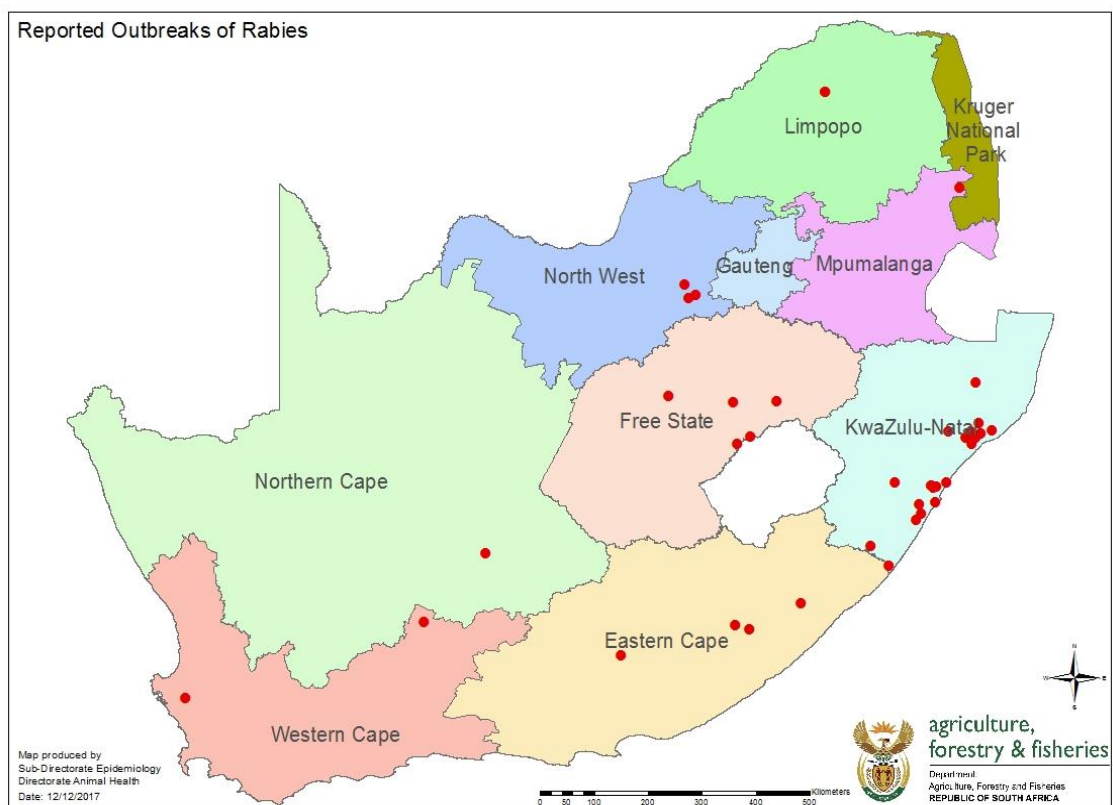 Reported Outbreaks of Rabies
Kruger
National
Park
Limpopo
North West
Gauteng
Mpumalanga
Free State
KwaZulu-Natal
Northern Cape
Eastern Cape
Western Cape
N
W
E
S
Map produced by
Sub-Directorate Epidemiology
Directorate Animal Health
Date: 12/12/2017
0 50 100 200 300 400 500 Kilometers
agriculture,
forestry & fisheries
Department:
Agriculture, Forestry and Fisheries
REPUBLIC OF SOUTH AFRICA